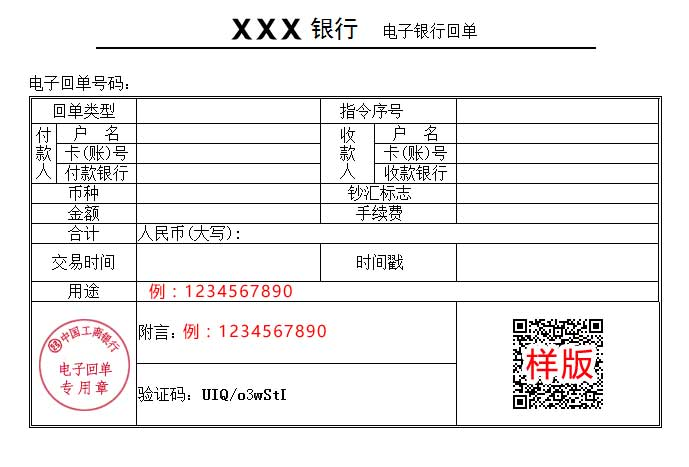 XXX 银行 电子银行回单
电子回单号码：
回单类型 指令序号
付款人 户 名 收款人 户 名
卡(账)号 卡(账)号
付款银行 收款银行
币种 钞汇标志
金额 手续费
合计 人民币(大写)：
交易时间 时间戳
用途 例：1234567890
中国工商银行
电子回单
专用章
附言：例：1234567890
验证码：UIQ/o3wStI
样版